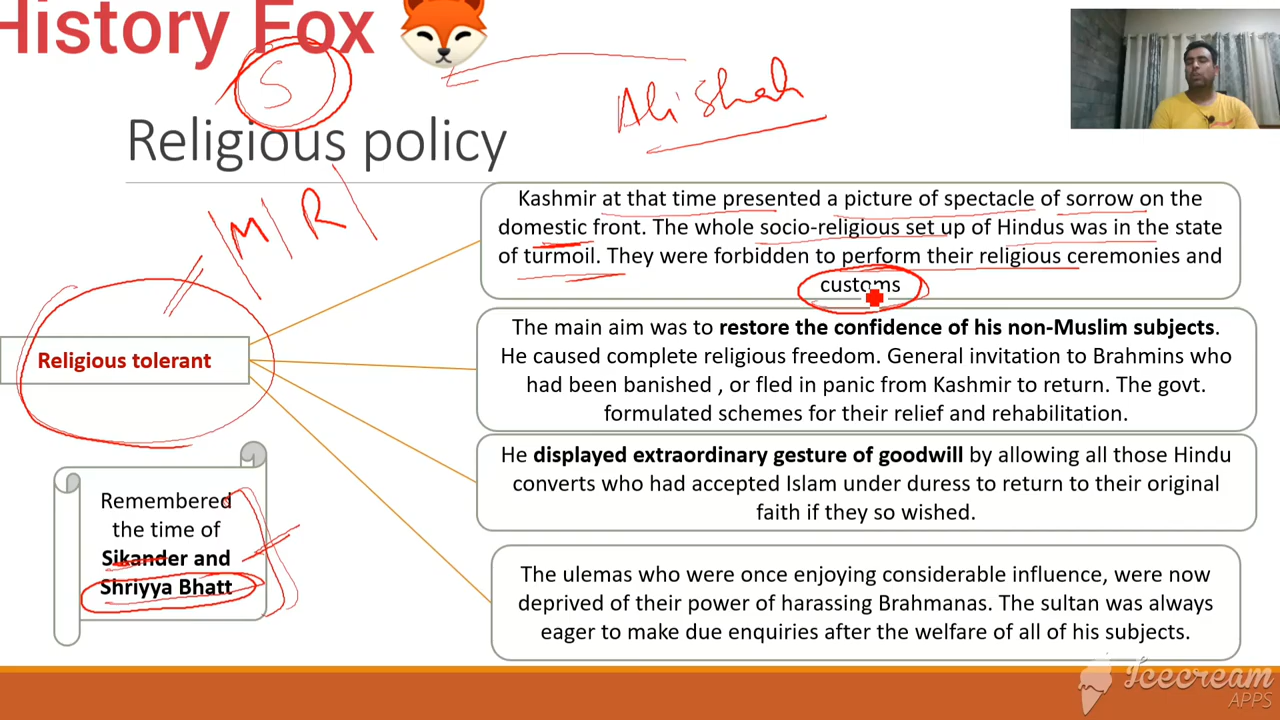 History Fox
S
Ali Shah
Religious policy
M R
Kashmir at that time presented a picture of spectacle of sorrow on the
domestic front. The whole socio-religious set up of Hindus was in the state
of turmoil. They were forbidden to perform their religious ceremonies and
customs
Religious tolerant
The main aim was to restore the confidence of his non-Muslim subjects.
He caused complete religious freedom. General invitation to Brahmins who
had been banished , or fled in panic from Kashmir to return. The govt.
formulated schemes for their relief and rehabilitation.
He displayed extraordinary gesture of goodwill by allowing all those Hindu
converts who had accepted Islam under duress to return to their original
faith if they so wished.
Remembered
the time of
Sikander and
Shriyya Bhatt
The ulemas who were once enjoying considerable influence, were now
deprived of their power of harassing Brahmanas. The sultan was always
eager to make due enquiries after the welfare of all of his subjects.
Icecream
APPS